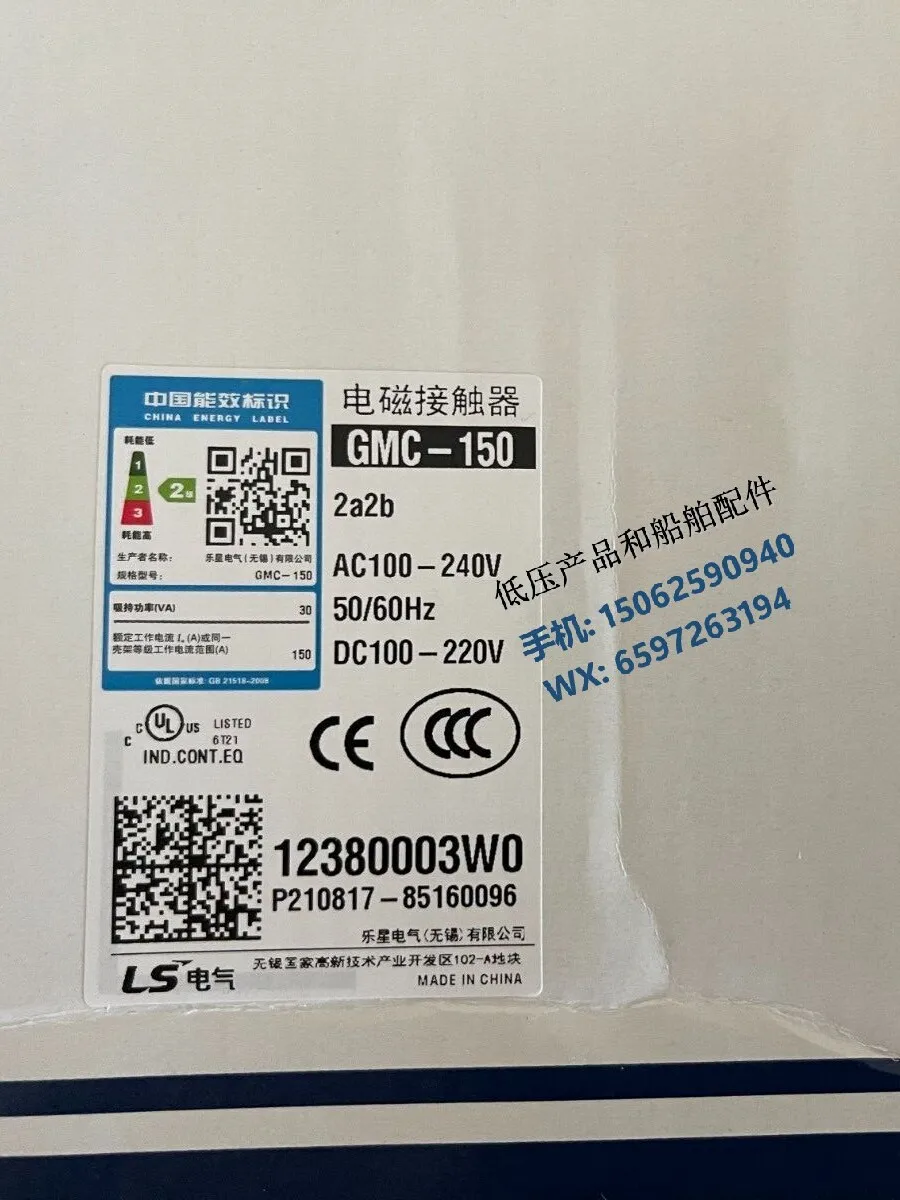 中国能效标识
CHINA ENERGY LABEL
耗能低
1
2
3
2级
耗能高
生产者名称:
乐星电气(无锡)有限公司
规格型号:
GMC-150
吸持功率(VA)
30
额定工作电流Iₑ(A)或同一
壳架等级工作电流范围(A)
150
依据国家标准: GB 21518-2008
电磁接触器
GMC-150
2a2b
AC100-240V
50/60Hz
DC100-220V
低压产品和船舶配件
手机: 15062590940
WX: 6597263194
C UL US LISTED
C 6T21
IND.CONT.EQ
CE
CCC
12380003W0
P210817-85160096
乐星电气(无锡)有限公司
LS电气
无锡国家高新技术产业开发区102-A地块
MADE IN CHINA